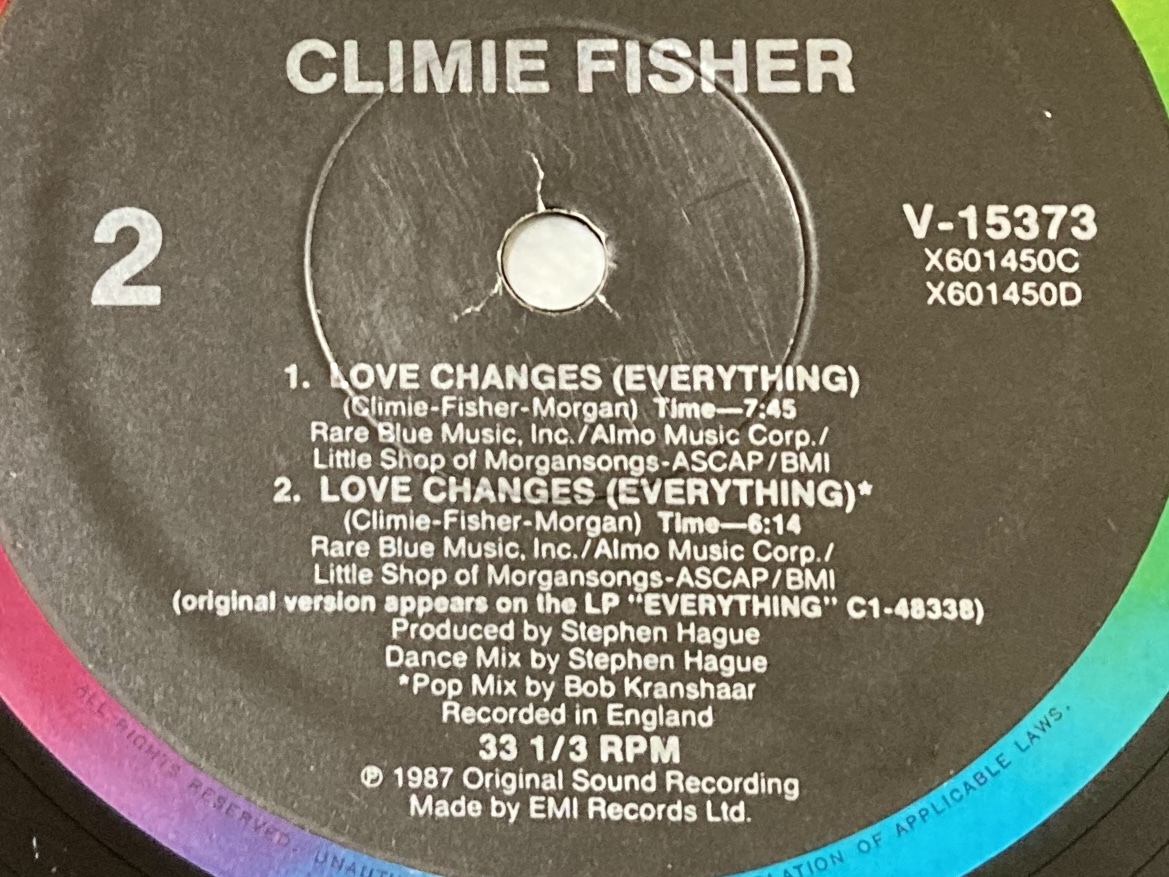 CLIMIE FISHER
2
V-15373
X601450C
X601450D
1. LOVE CHANGES (EVERYTHING)
(Climie-Fisher-Morgan) Time—7:45
Rare Blue Music, Inc./Almo Music Corp./
Little Shop of Morgansongs-ASCAP/BMI
2. LOVE CHANGES (EVERYTHING)*
(Climie-Fisher-Morgan) Time—6:14
Rare Blue Music, Inc./Almo Music Corp./
Little Shop of Morgansongs-ASCAP/BMI
(original version appears on the LP "EVERYTHING" C1-48338)
Produced by Stephen Hague
Dance Mix by Stephen Hague
*Pop Mix by Bob Kranshaar
Recorded in England
33 1/3 RPM
℗ 1987 Original Sound Recording
Made by EMI Records Ltd.
ALL RIGHTS RESERVED. UNAUT
LATION OF APPLICABLE LAWS.